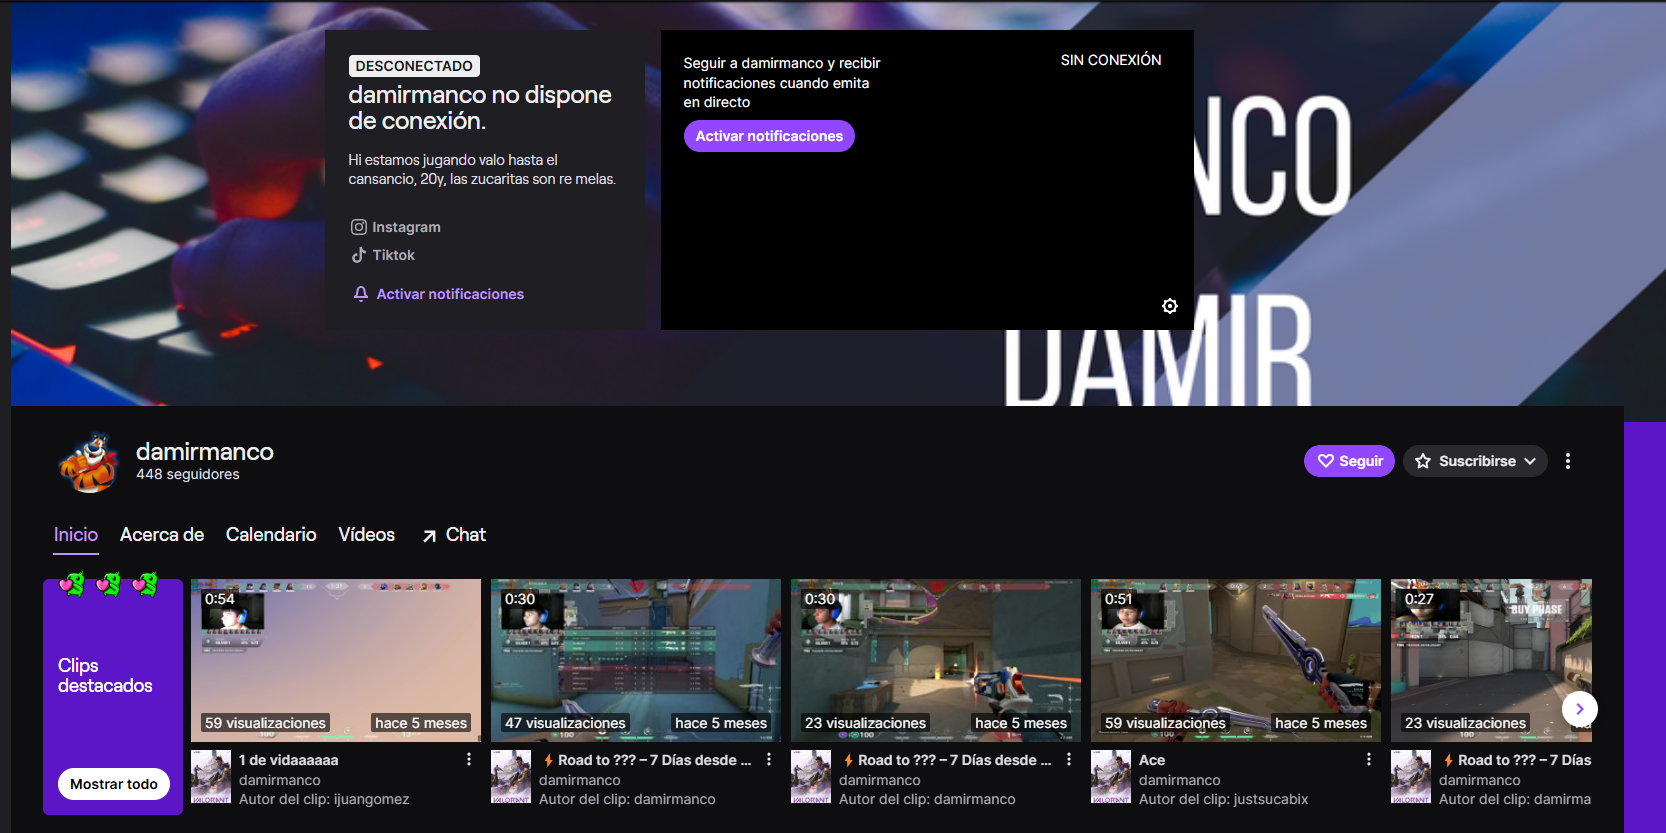 DESCONECTADO
damirmanco no dispone
de conexión.
Hi estamos jugando valo hasta el
cansancio, 20y, las zucaritas son re melas.
Instagram
Tiktok
Activar notificaciones
Seguir a damirmanco y recibir
notificaciones cuando emita
en directo
Activar notificaciones
SIN CONEXIÓN
NCO
DAMIR
damirmanco
448 seguidores
Seguir
Suscribirse
Inicio
Acerca de
Calendario
Vídeos
Chat
Clips
destacados
Mostrar todo
0:54
59 visualizaciones
hace 5 meses
1 de vidaaaaaa
damirmanco
Autor del clip: ijuangomez
0:30
47 visualizaciones
hace 5 meses
Road to ??? – 7 Días desde ...
damirmanco
Autor del clip: damirmanco
0:30
23 visualizaciones
hace 5 meses
Road to ??? – 7 Días desde ...
damirmanco
Autor del clip: damirmanco
0:51
59 visualizaciones
hace 5 meses
Ace
damirmanco
Autor del clip: justsucabix
0:27
BUY PHASE
23 visualizaciones
Road to ??? – 7 Días
damirmanco
Autor del clip: damirma
VALORANT
VALORANT
VALORANT
VALORANT
VALORANT